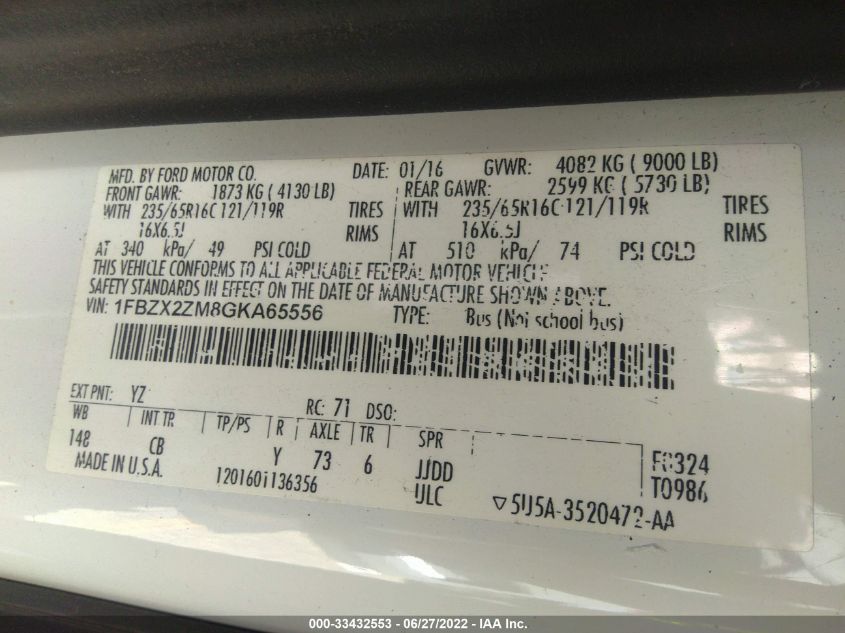 MFD. BY FORD MOTOR CO. DATE: 01/16 GVWR: 4082 KG ( 9000 LB)
FRONT GAWR: 1873 KG ( 4130 LB) REAR GAWR: 2599 KG ( 5730 LB)
WITH 235/65R16C 121/119R TIRES WITH 235/65R16C 121/119R TIRES
16X6.5J RIMS 16X6.5J RIMS
AT 340 kPa/ 49 PSI COLD AT 510 kPa/ 74 PSI COLD
THIS VEHICLE CONFORMS TO ALL APPLICABLE FEDERAL MOTOR VEHICLE
SAFETY STANDARDS IN EFFECT ON THE DATE OF MANUFACTURE SHOWN ABOVE.
VIN: 1FBZX2ZM8GKA65556 TYPE: Bus (Not school bus)
EXT PNT: YZ RC: 71 DSO:
WB INT TR TP/PS R AXLE TR SPR
148 CB Y 73 6 JJDD F0324
MADE IN U.S.A. 1201601136356 ULC T0986
▽5U5A-3520472-AA
000-33432553 - 06/27/2022 - IAA Inc.